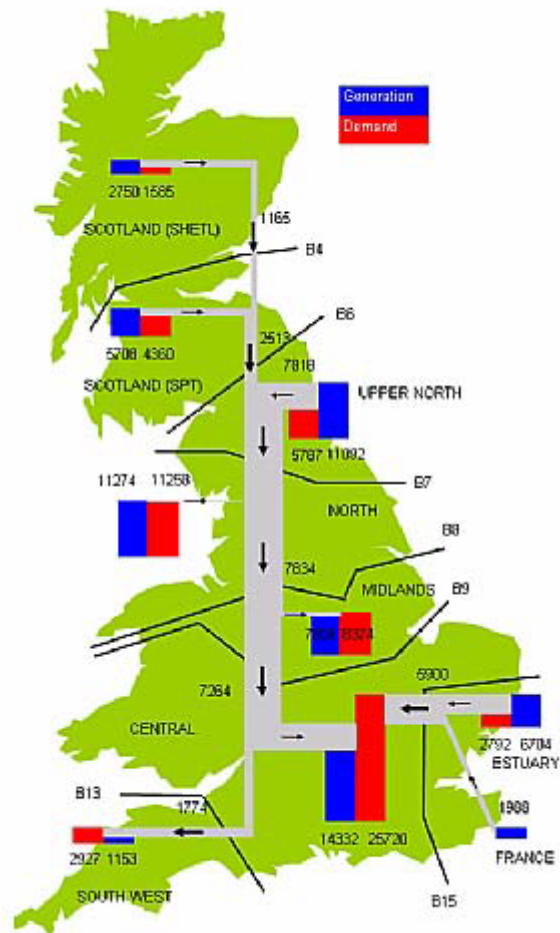 Generation
Demand
2750 1585
1165
SCOTLAND (SHETL)
B4
5708 4360
2513
B6
SCOTLAND (SPT)
7818
UPPER NORTH
5787 11092
11274 11258
B7
NORTH
B8
7834
MIDLANDS
B9
8374
5900
7264
CENTRAL
2792 6704
ESTUARY
B13
1774
1988
2927 1153
14332 25720
FRANCE
SOUTH WEST
B15